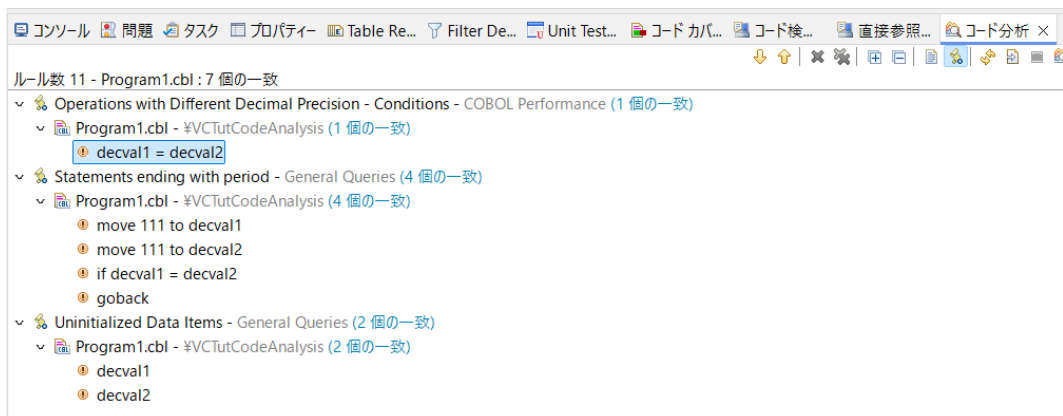 コンソール 問題 タスク プロパティー Table Re... Filter De... Unit Test... コード カバ... コード検... 直接参照... コード分析
ルール数 11 - Program1.cbl : 7 個の一致
Operations with Different Decimal Precision - Conditions - COBOL Performance (1 個の一致)
Program1.cbl - ¥VCTutCodeAnalysis (1 個の一致)
decval1 = decval2
Statements ending with period - General Queries (4 個の一致)
Program1.cbl - ¥VCTutCodeAnalysis (4 個の一致)
move 111 to decval1
move 111 to decval2
if decval1 = decval2
goback
Uninitialized Data Items - General Queries (2 個の一致)
Program1.cbl - ¥VCTutCodeAnalysis (2 個の一致)
decval1
decval2